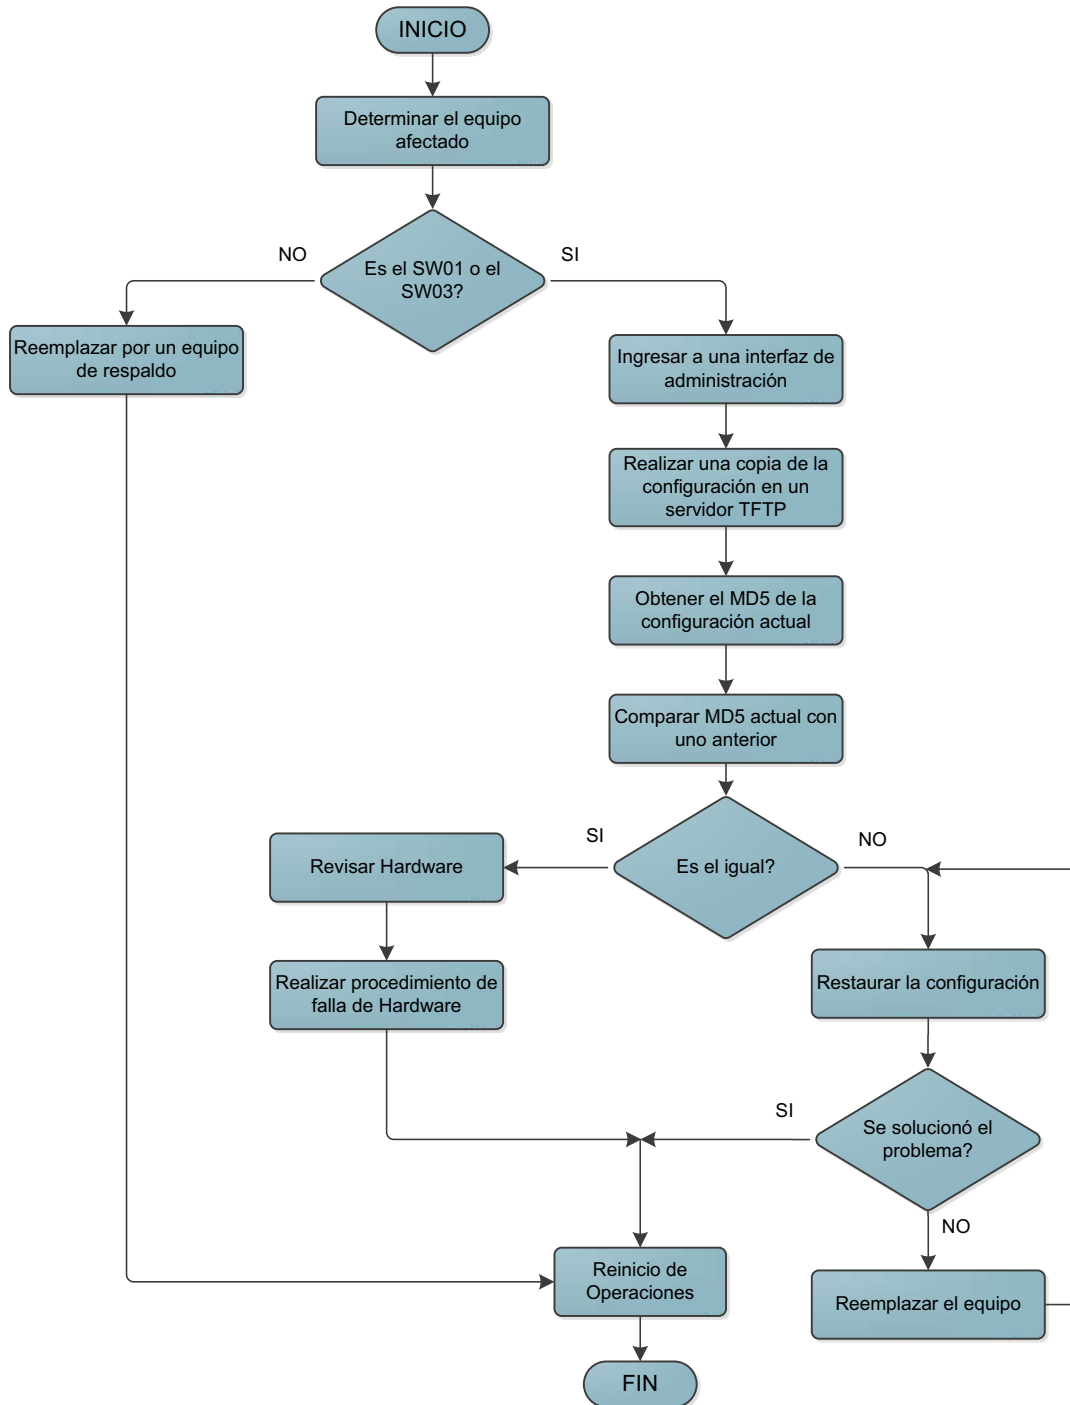 INICIO
Determinar el equipo
afectado
NO
SI
Es el SW01 o el
SW03?
Reemplazar por un equipo
de respaldo
Ingresar a una interfaz de
administración
Realizar una copia de la
configuración en un
servidor TFTP
Obtener el MD5 de la
configuración actual
Comparar MD5 actual con
uno anterior
SI
NO
Es el igual?
Revisar Hardware
Realizar procedimiento de
falla de Hardware
Restaurar la configuración
SI
Se solucionó el
problema?
NO
Reinicio de
Operaciones
Reemplazar el equipo
FIN